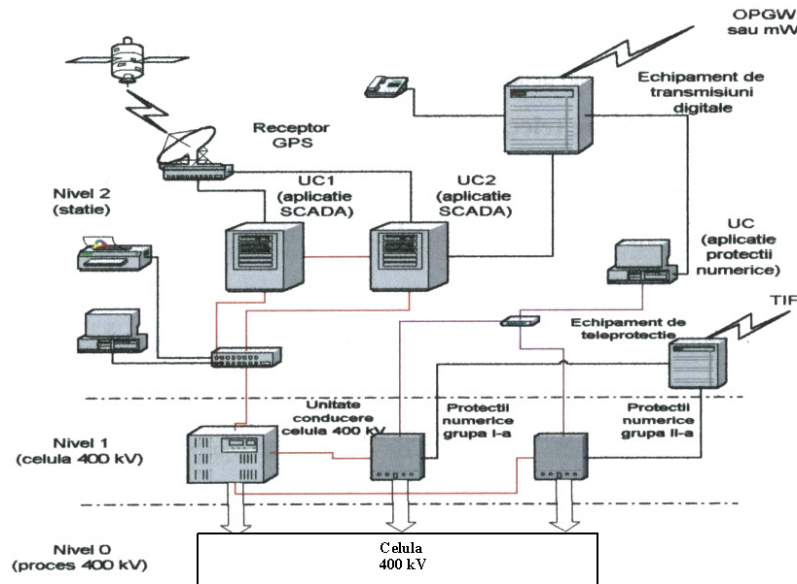 OPGW
sau mW
Echipament de
transmisiuni
digitale
Receptor
GPS
UC1
(aplicatie
SCADA)
UC2
(aplicatie
SCADA)
Nivel 2
(statie)
UC
(aplicatie
protectii
numerice)
TIF
Echipament de
teleprotectie
Unitate
conducere
celula 400 kV
Protectii
numerice
grupa I-a
Protectii
numerice
grupa II-a
Nivel 1
(celula 400 kV)
Nivel 0
(proces 400 kV)
Celula
400 kV